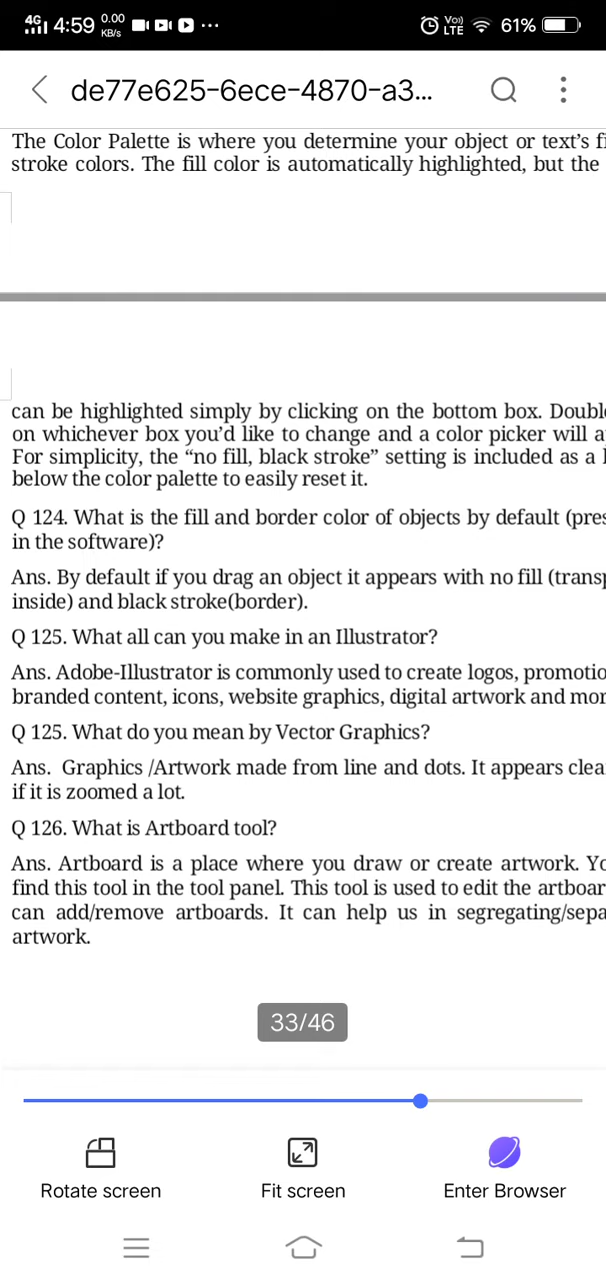 4G 4:59 0.00 KB/s ... Vo)) LTE 61%
de77e625-6ece-4870-a3...
The Color Palette is where you determine your object or text's
stroke colors. The fill color is automatically highlighted, but the
can be highlighted simply by clicking on the bottom box.
on whichever box you'd like to change and a color picker will
For simplicity, the “no fill, black stroke” setting is included as a
below the color palette to easily reset it.
Q 124. What is the fill and border color of objects by default
in the software)?
Ans. By default if you drag an object it appears with no fill
inside) and black stroke(border).
Q 125. What all can you make in an Illustrator?
Ans. Adobe-Illustrator is commonly used to create logos,
branded content, icons, website graphics, digital artwork and
Q 125. What do you mean by Vector Graphics?
Ans. Graphics /Artwork made from line and dots. It appears
if it is zoomed a lot.
Q 126. What is Artboard tool?
Ans. Artboard is a place where you draw or create artwork.
find this tool in the tool panel. This tool is used to edit the
can add/remove artboards. It can help us in
artwork.
33/46
Rotate screen Fit screen Enter Browser